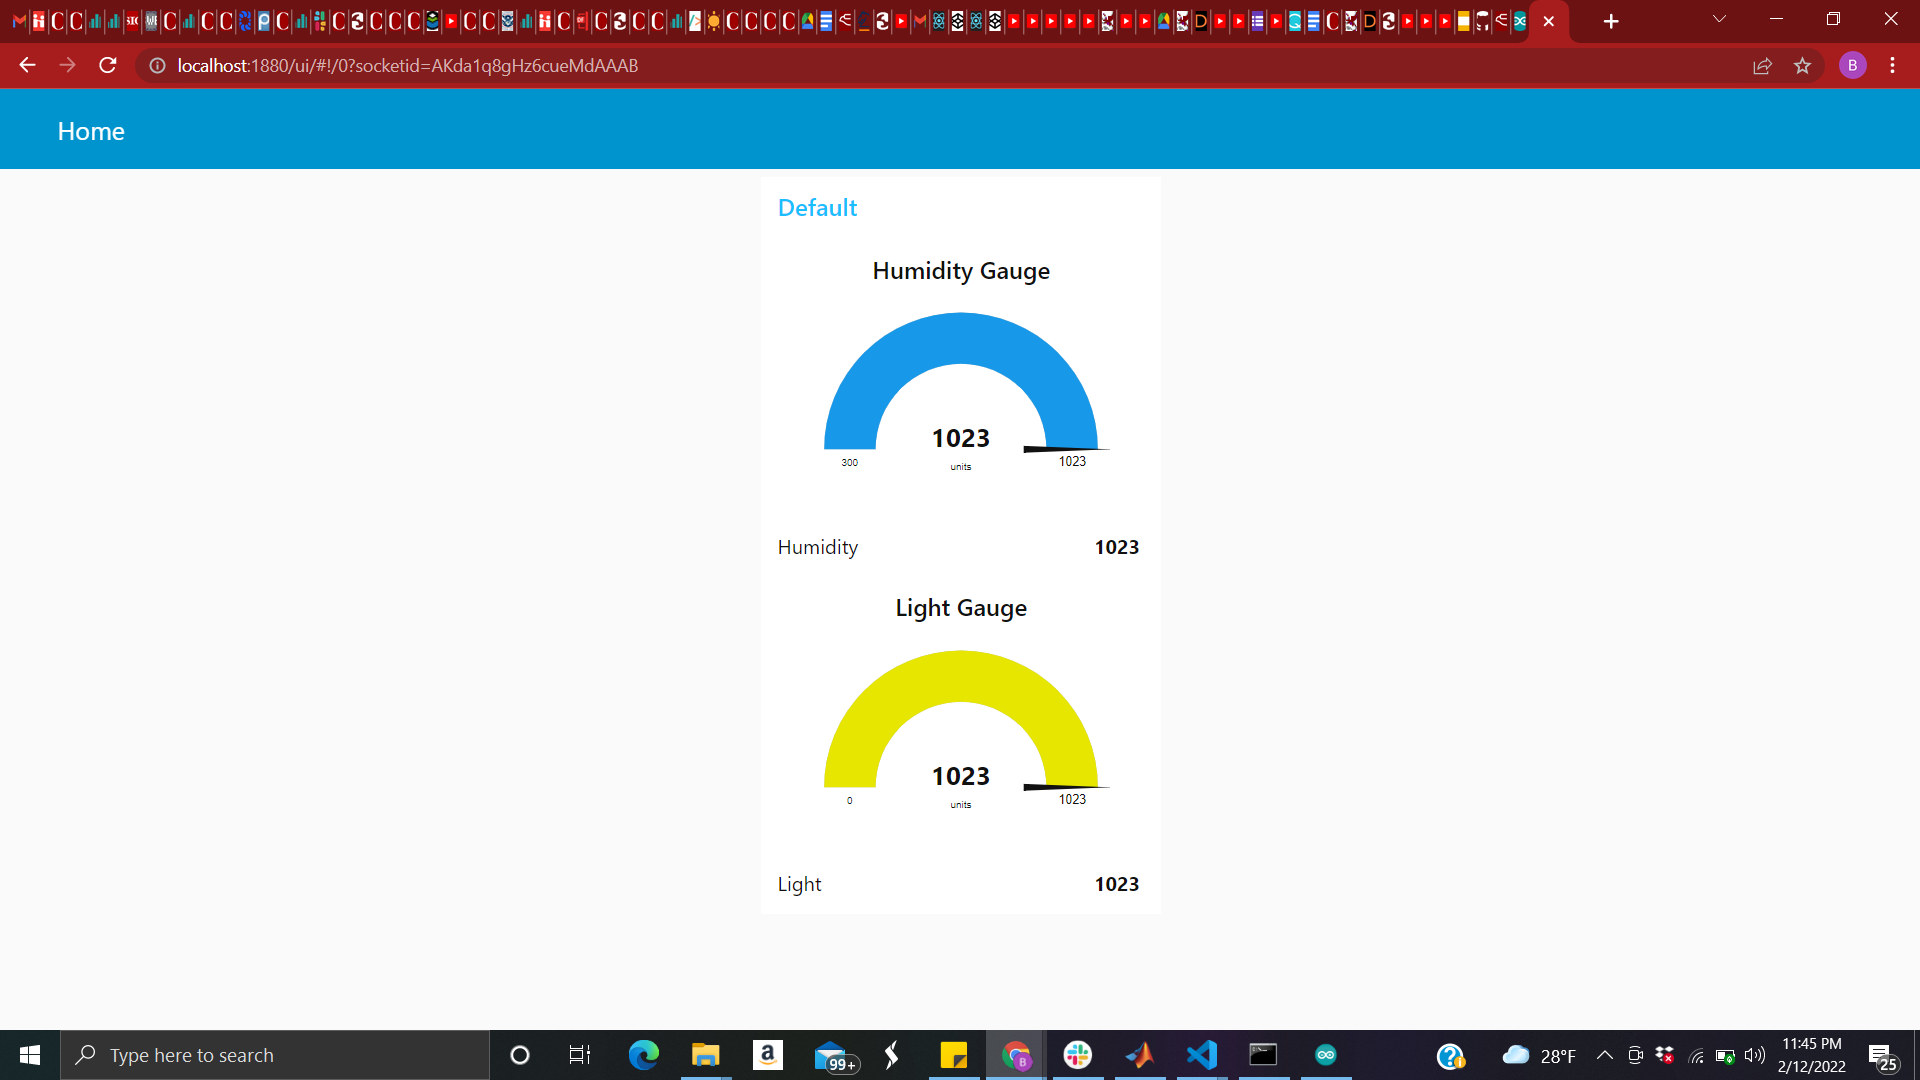 localhost:1880/ui/#!/0?socketid=AKda1q8gHz6cueMdAAAB
B
Home
Default
Humidity Gauge
1023
units
300
1023
Humidity 1023
Light Gauge
1023
units
0
1023
Light 1023
Type here to search
99+
B
28°F
11:45 PM
2/12/2022
25